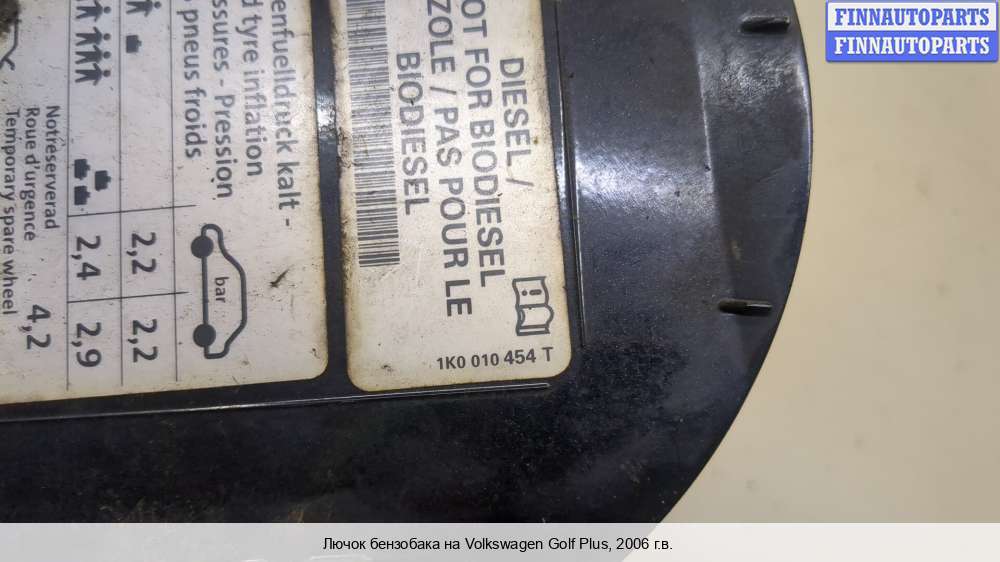 FINNAUTOPARTS
FINNAUTOPARTS
DIESEL /
OT FOR BIODIESEL
ZOLE / PAS POUR LE
BIODIESEL
1K0 010 454 T
enfuelldruck kalt -
tyre inflation
ssures - Pression
pneus froids
bar
2,2 2,2
2,4 2,9
Notreserverad
Roue d'urgence
Temporary spare wheel
4,2
Лючок бензобака на Volkswagen Golf Plus, 2006 г.в.